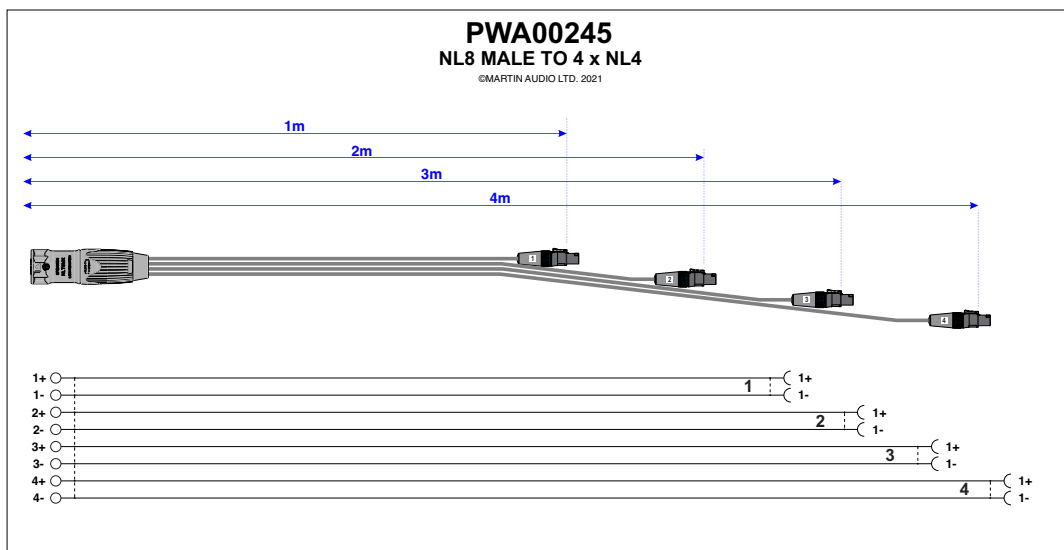 PWA00245
NL8 MALE TO 4 x NL4
©MARTIN AUDIO LTD. 2021
1m
2m
3m
4m
1
2
3
4
1+ 1 1+
1- 1-
2+ 2 1+
2- 1-
3+ 3 1+
3- 1-
4+ 4 1+
4- 1-